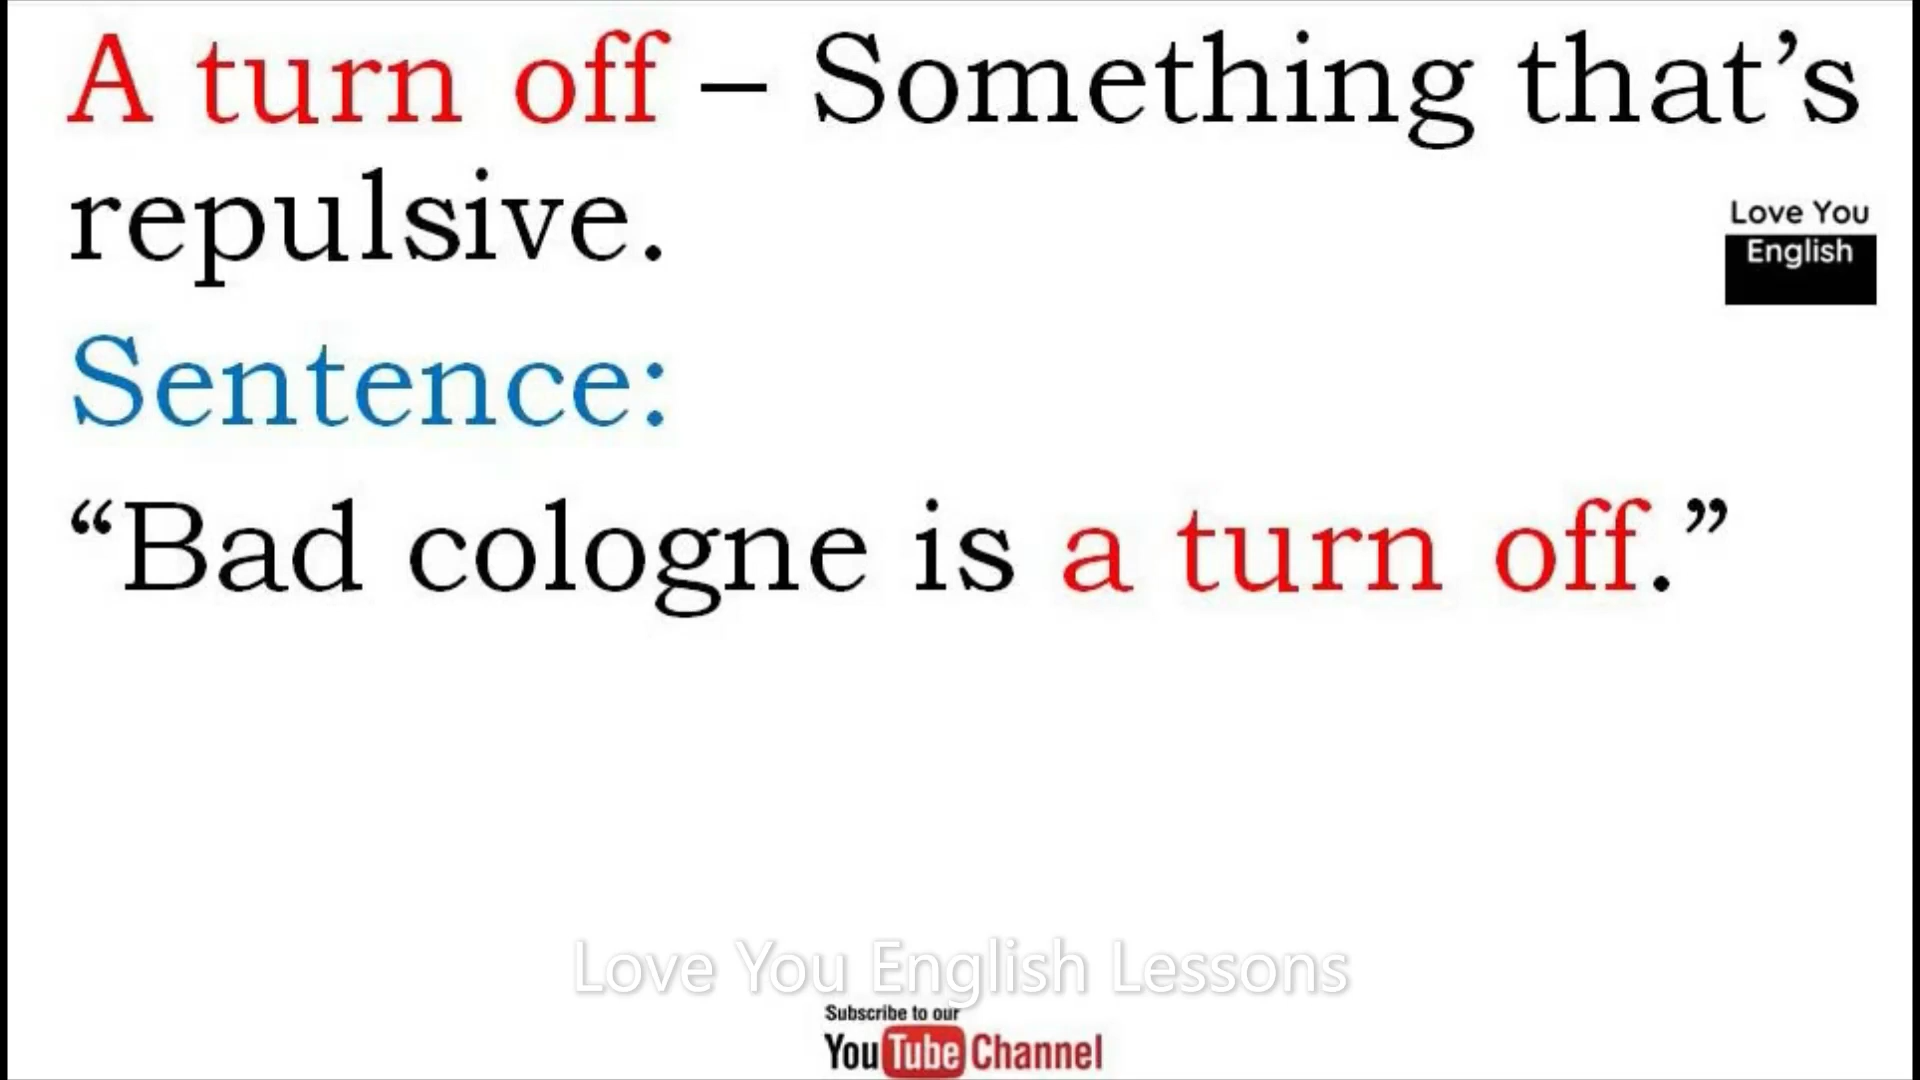 A turn off – Something that’s
repulsive.
Love You
English
Sentence:
“Bad cologne is a turn off.”
Love You English Lessons
Subscribe to our
YouTube Channel